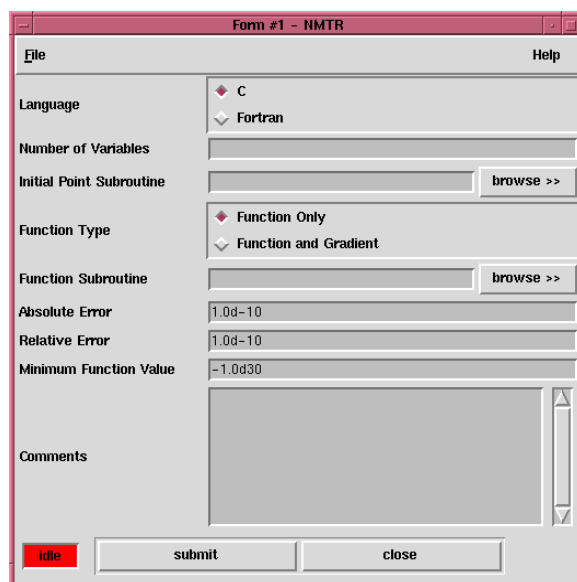 Form #1 - NMTR
File Help
Language
C
Fortran
Number of Variables
Initial Point Subroutine browse >>
Function Type
Function Only
Function and Gradient
Function Subroutine browse >>
Absolute Error 1.0d-10
Relative Error 1.0d-10
Minimum Function Value -1.0d30
Comments
idle submit close